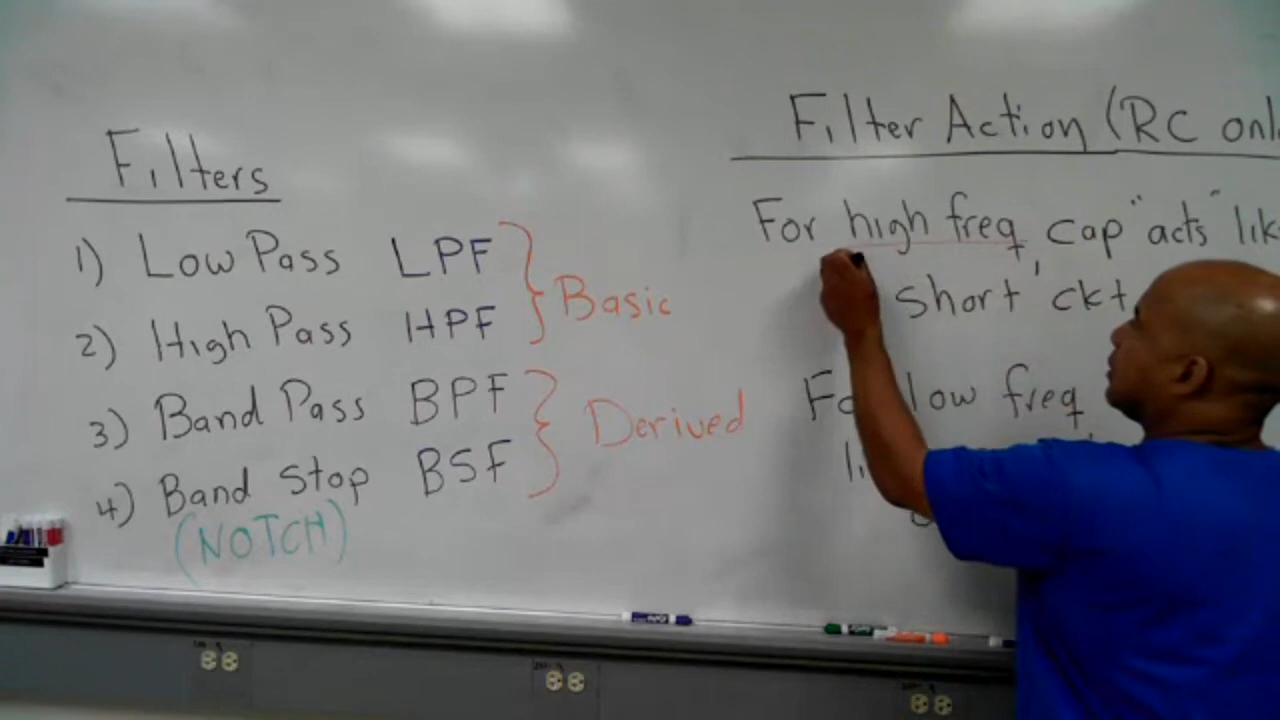 Filters
1) Low Pass LPF
2) High Pass HPF
Basic
3) Band Pass BPF
4) Band Stop BSF
Derived
(NOTCH)
Filter Action (RC
For high freq, cap "acts"
short ckt
low freq